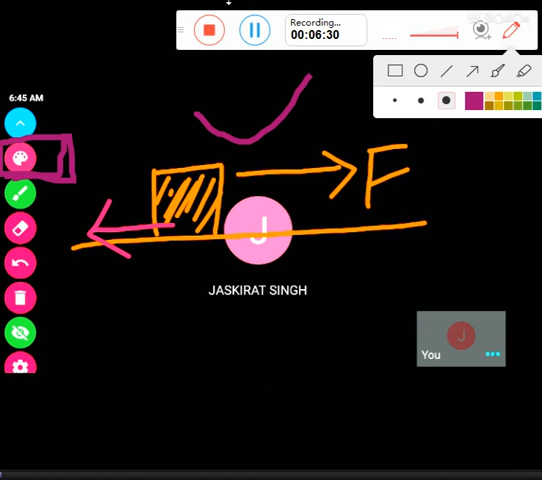 Recording...
00:06:30
6:45 AM
F
J
JASKIRAT SINGH
J
You